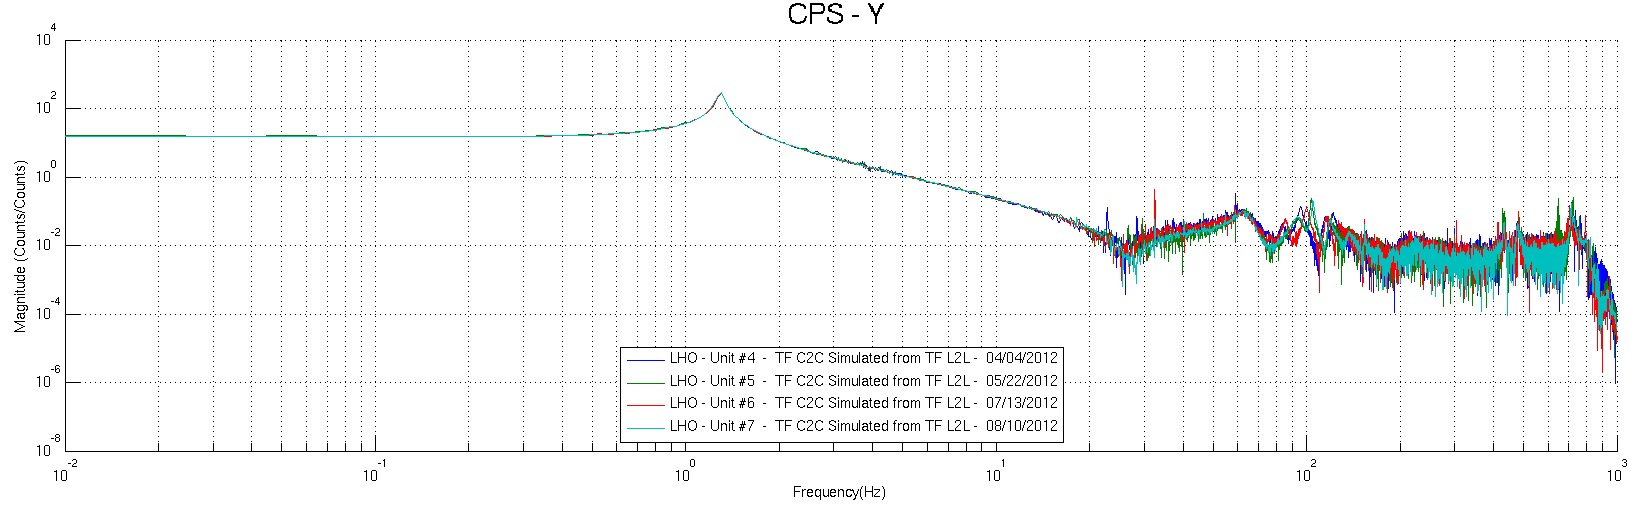 CPS - Y
10^4
10^2
10^0
10^-2
10^-4
10^-6
10^-8
Magnitude (Counts/Counts)
LHO - Unit #4 - TF C2C Simulated from TF L2L - 04/04/2012
LHO - Unit #5 - TF C2C Simulated from TF L2L - 05/22/2012
LHO - Unit #6 - TF C2C Simulated from TF L2L - 07/13/2012
LHO - Unit #7 - TF C2C Simulated from TF L2L - 08/10/2012
10^-2 10^-1 10^0 10^1 10^2 10^3
Frequency(Hz)